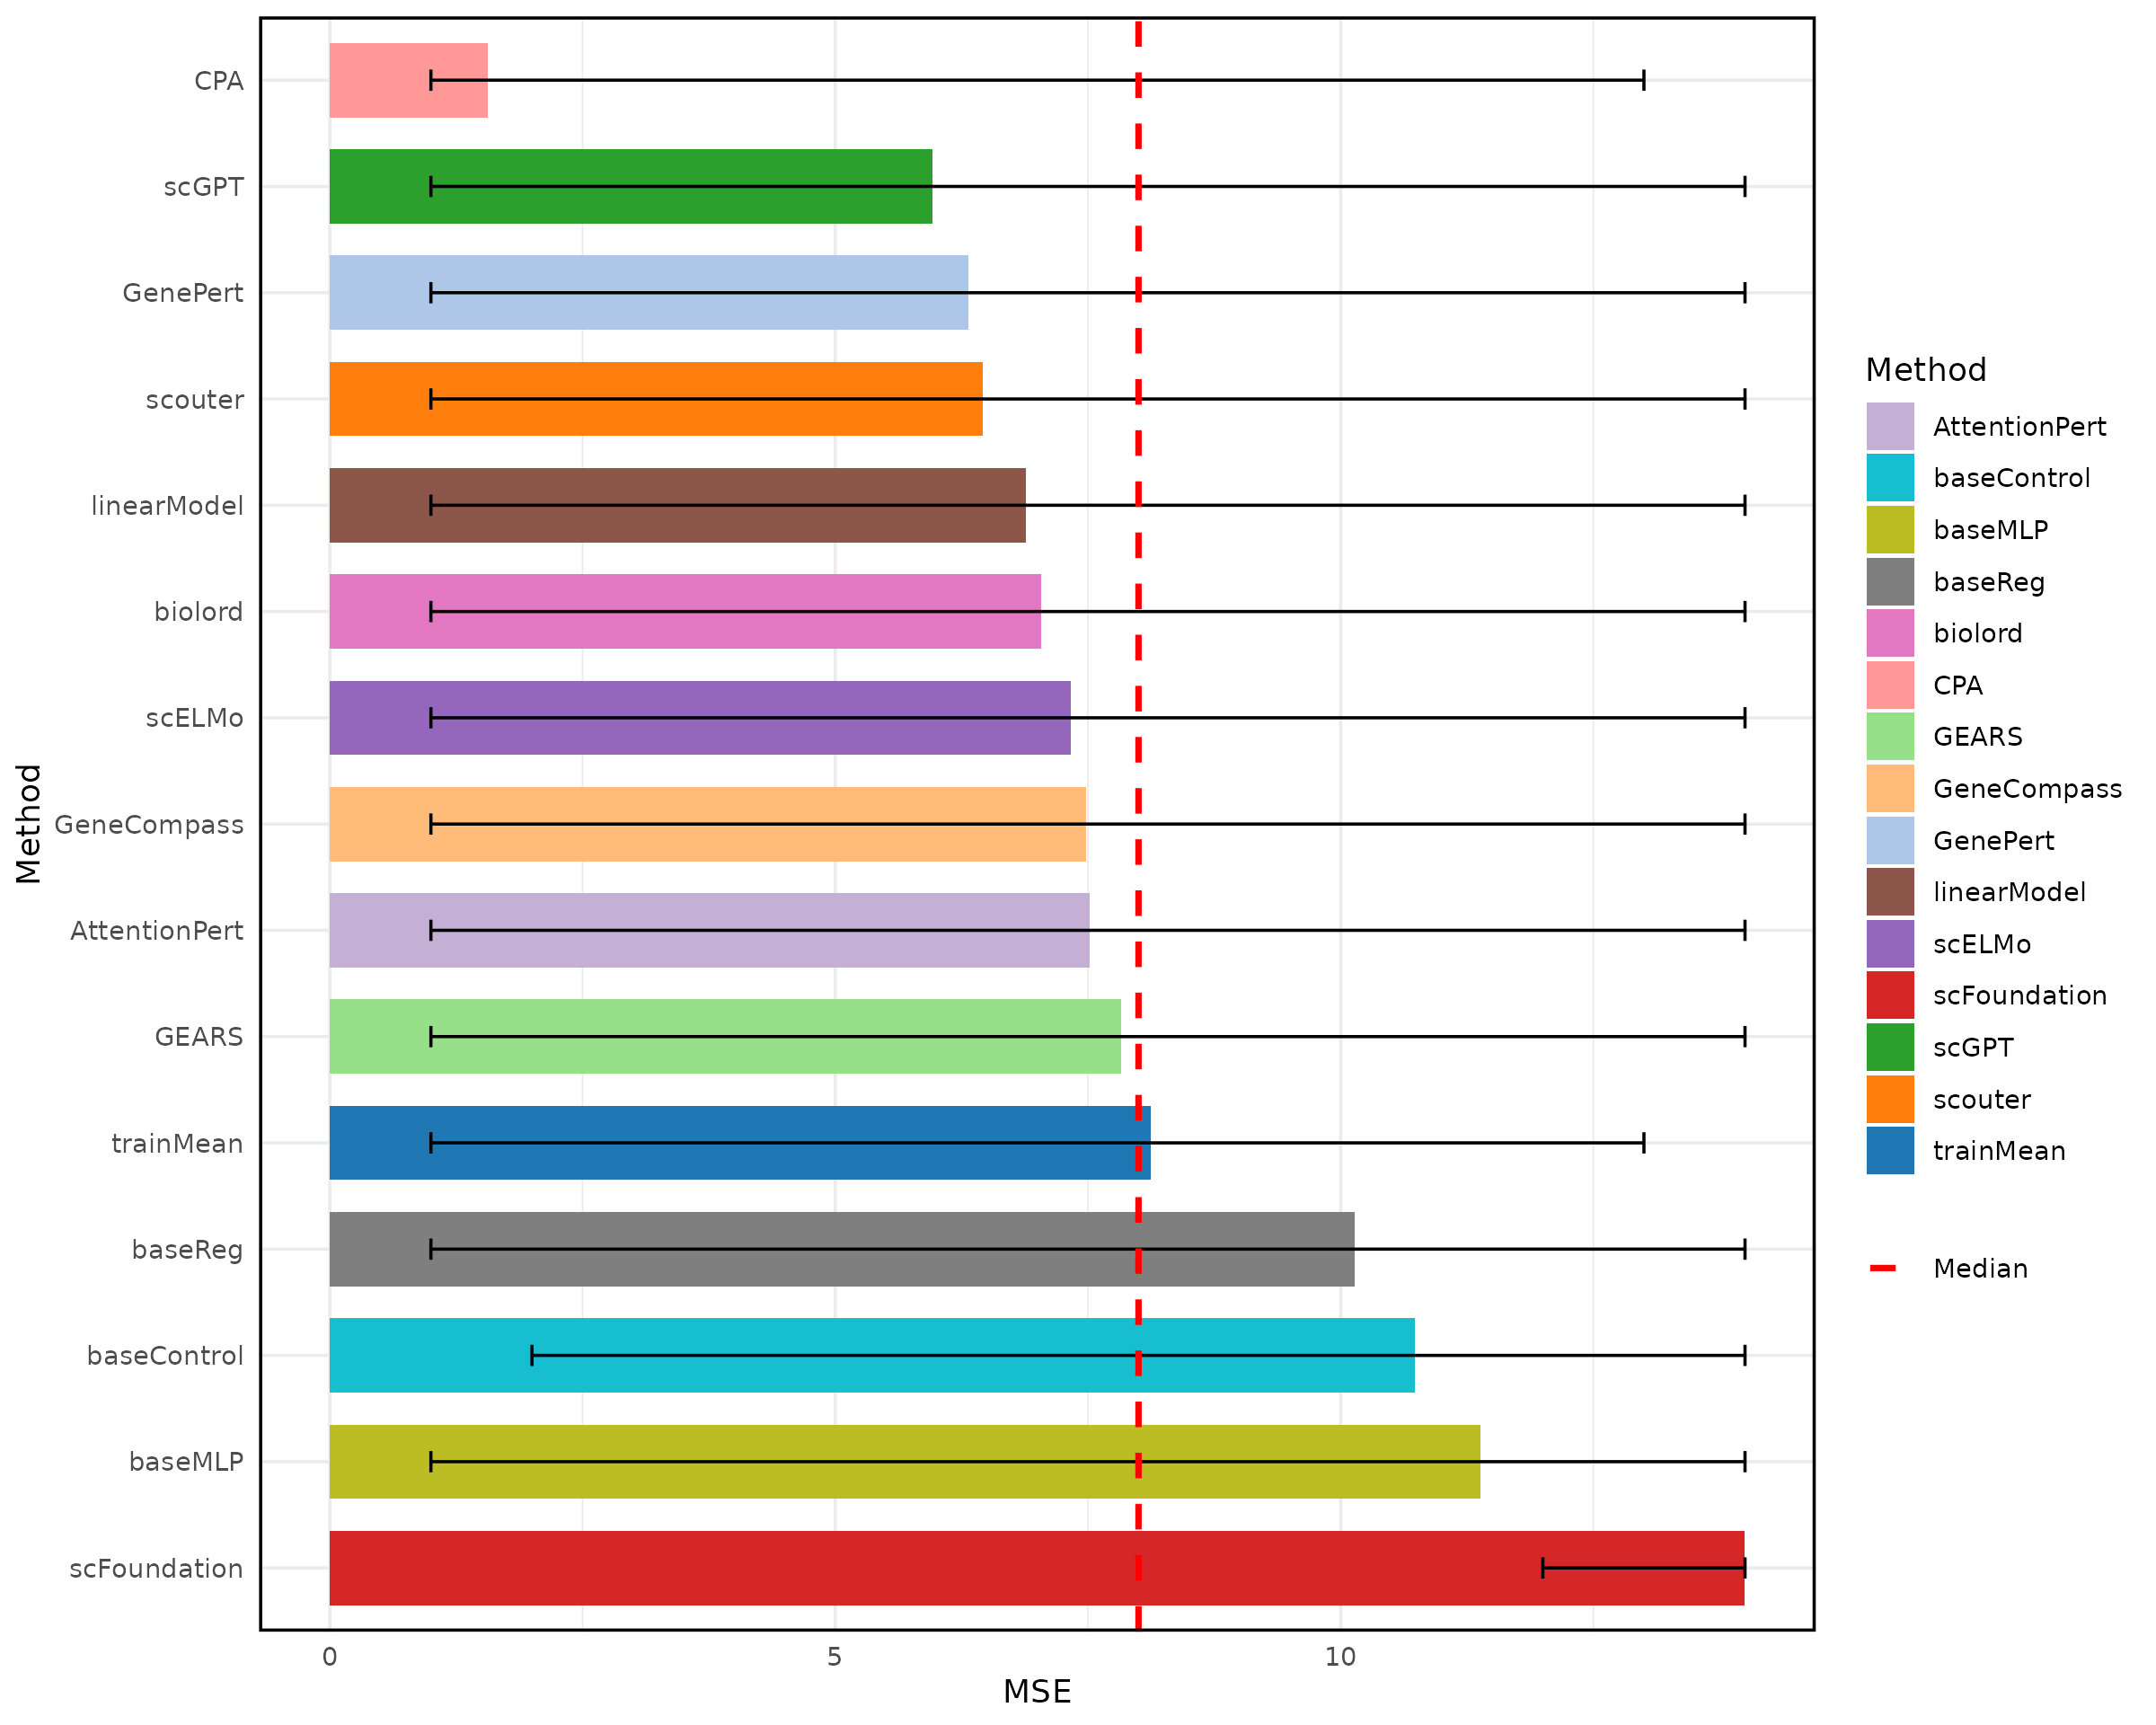 CPA
scGPT
GenePert
scouter
linearModel
biolord
scELMo
GeneCompass
AttentionPert
GEARS
trainMean
baseReg
baseControl
baseMLP
scFoundation
Method
0 5 10
MSE
Method
AttentionPert
baseControl
baseMLP
baseReg
biolord
CPA
GEARS
GeneCompass
GenePert
linearModel
scELMo
scFoundation
scGPT
scouter
trainMean
Median